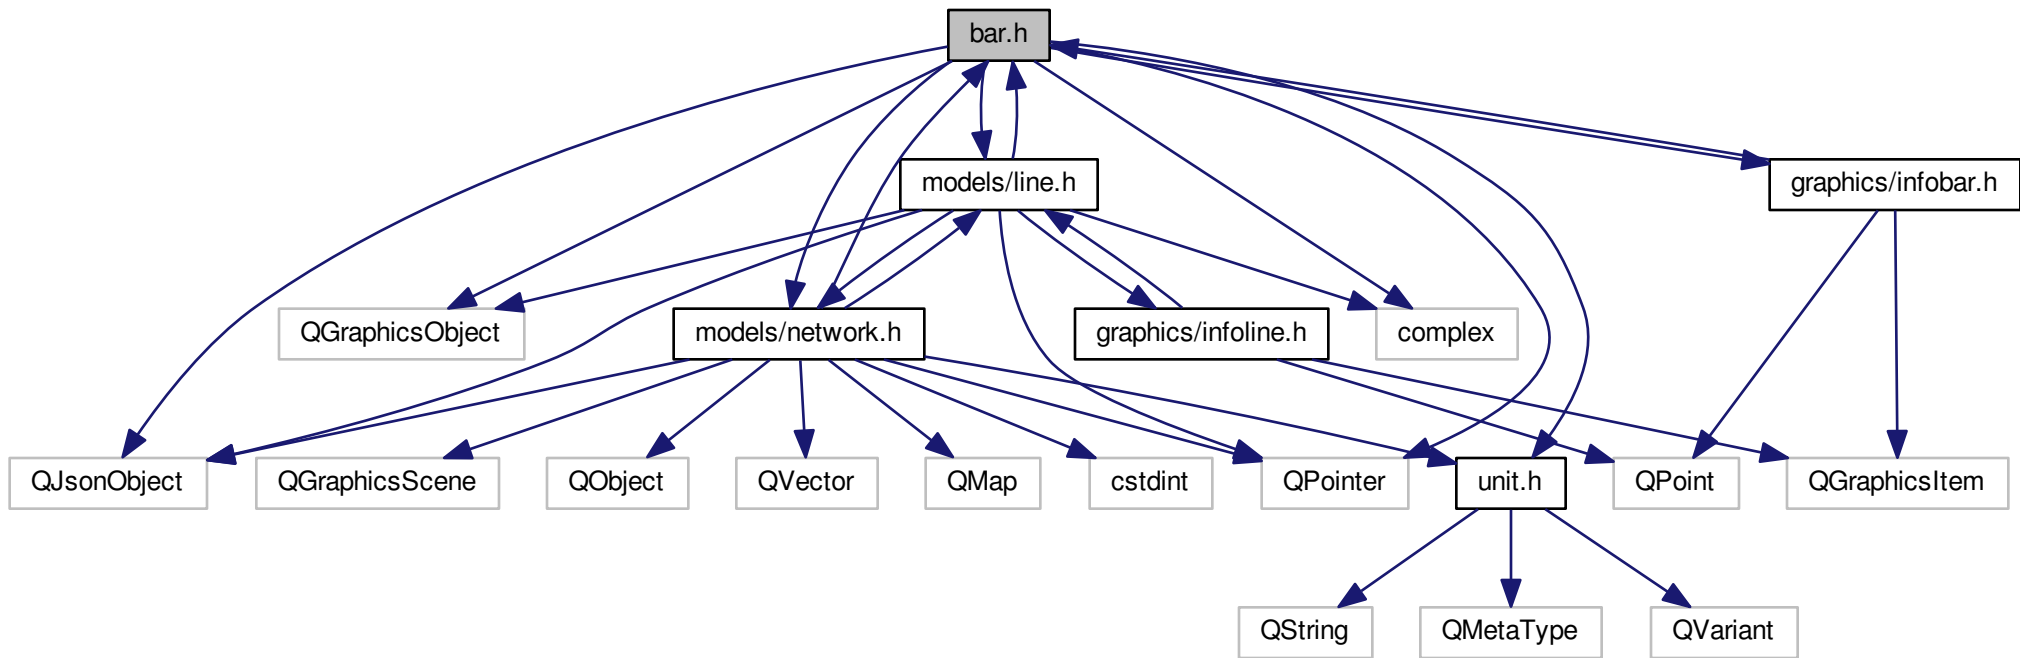 bar.h
models/line.h
graphics/infobar.h
QGraphicsObject
models/network.h
graphics/infoline.h
complex
QJsonObject
QGraphicsScene
QObject
QVector
QMap
cstdint
QPointer
unit.h
QPoint
QGraphicsItem
QString
QMetaType
QVariant